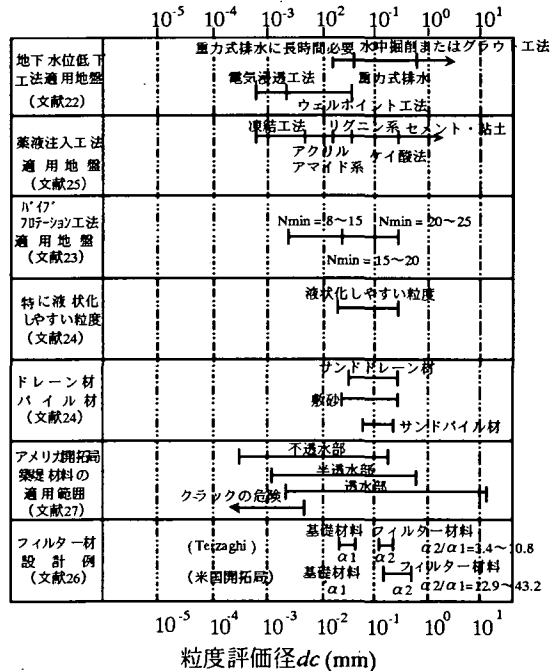 10⁻⁵ 10⁻⁴ 10⁻³ 10⁻² 10⁻¹ 10⁰ 10¹
地下水位低下
工法適用地盤
(文献22)
重力式排水に長時間必要
水中掘削またはグラウト工法
電気浸透工法
重力式排水
ウェルポイント工法
薬液注入工法
適用地盤
(文献25)
凍結工法
リグニン系
セメント・粘土
アクリル
アマイド系
ケイ酸法
バイブ
フロテーション工法
適用地盤
(文献23)
Nmin = 8～15
Nmin = 20～25
Nmin = 15～20
特に液状化
しやすい粒度
(文献24)
液状化しやすい粒度
ドレーン材
パイル材
(文献24)
サンドドレーン材
敷砂
サンドパイル材
アメリカ開拓局
築堤材料の
適用範囲
(文献27)
不透水部
半透水部
透水部
クラックの危険
フィルター材
設計例
(文献26)
(Terzaghi)
基礎材料
フィルター材料
α1
α2
α2/α1=3.4～10.8
(米国開拓局)
基礎材料
フィルター材料
α1
α2
α2/α1=12.9～43.2
10⁻⁵ 10⁻⁴ 10⁻³ 10⁻² 10⁻¹ 10⁰ 10¹
粒度評価径dc (mm)